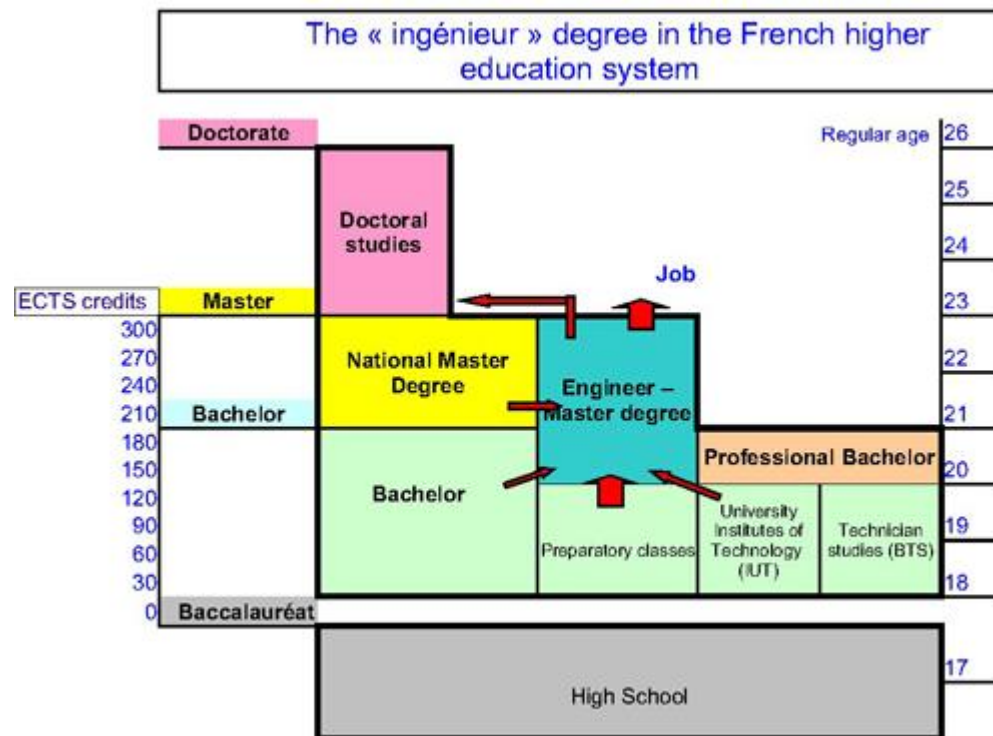 The « ingénieur » degree in the French higher
education system
Doctorate
Regular age
26
25
Doctoral
studies
24
Job
ECTS credits
Master
23
300
270
240
210
National Master
Degree
Engineer –
Master degree
22
Bachelor
21
180
150
120
90
60
30
0
Bachelor
Professional Bachelor
20
Preparatory classes
University
Institutes of
Technology
(IUT)
Technician
studies (BTS)
19
18
Baccalauréat
17
High School